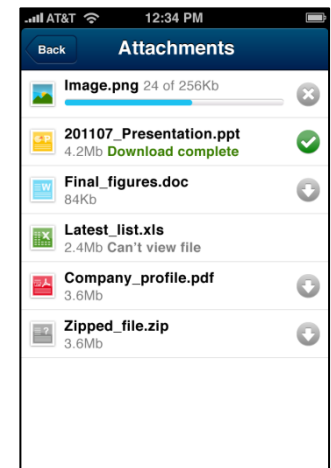 AT&T 12:34 PM
Back Attachments
Image.png 24 of 256Kb
201107_Presentation.ppt
4.2Mb Download complete
Final_figures.doc
84Kb
Latest_list.xls
2.4Mb Can't view file
Company_profile.pdf
3.6Mb
Zipped_file.zip
3.6Mb